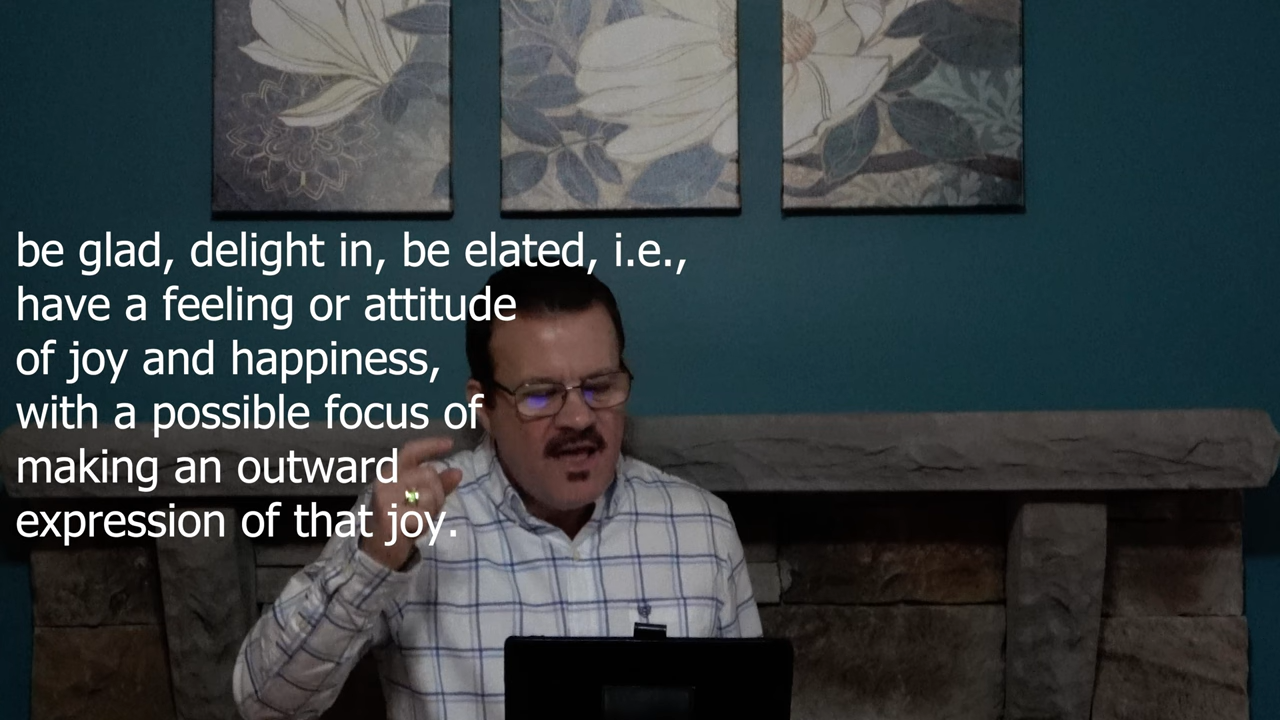 be glad, delight in, be elated, i.e.,
have a feeling or attitude
of joy and happiness,
with a possible focus of
making an outward
expression of that joy.